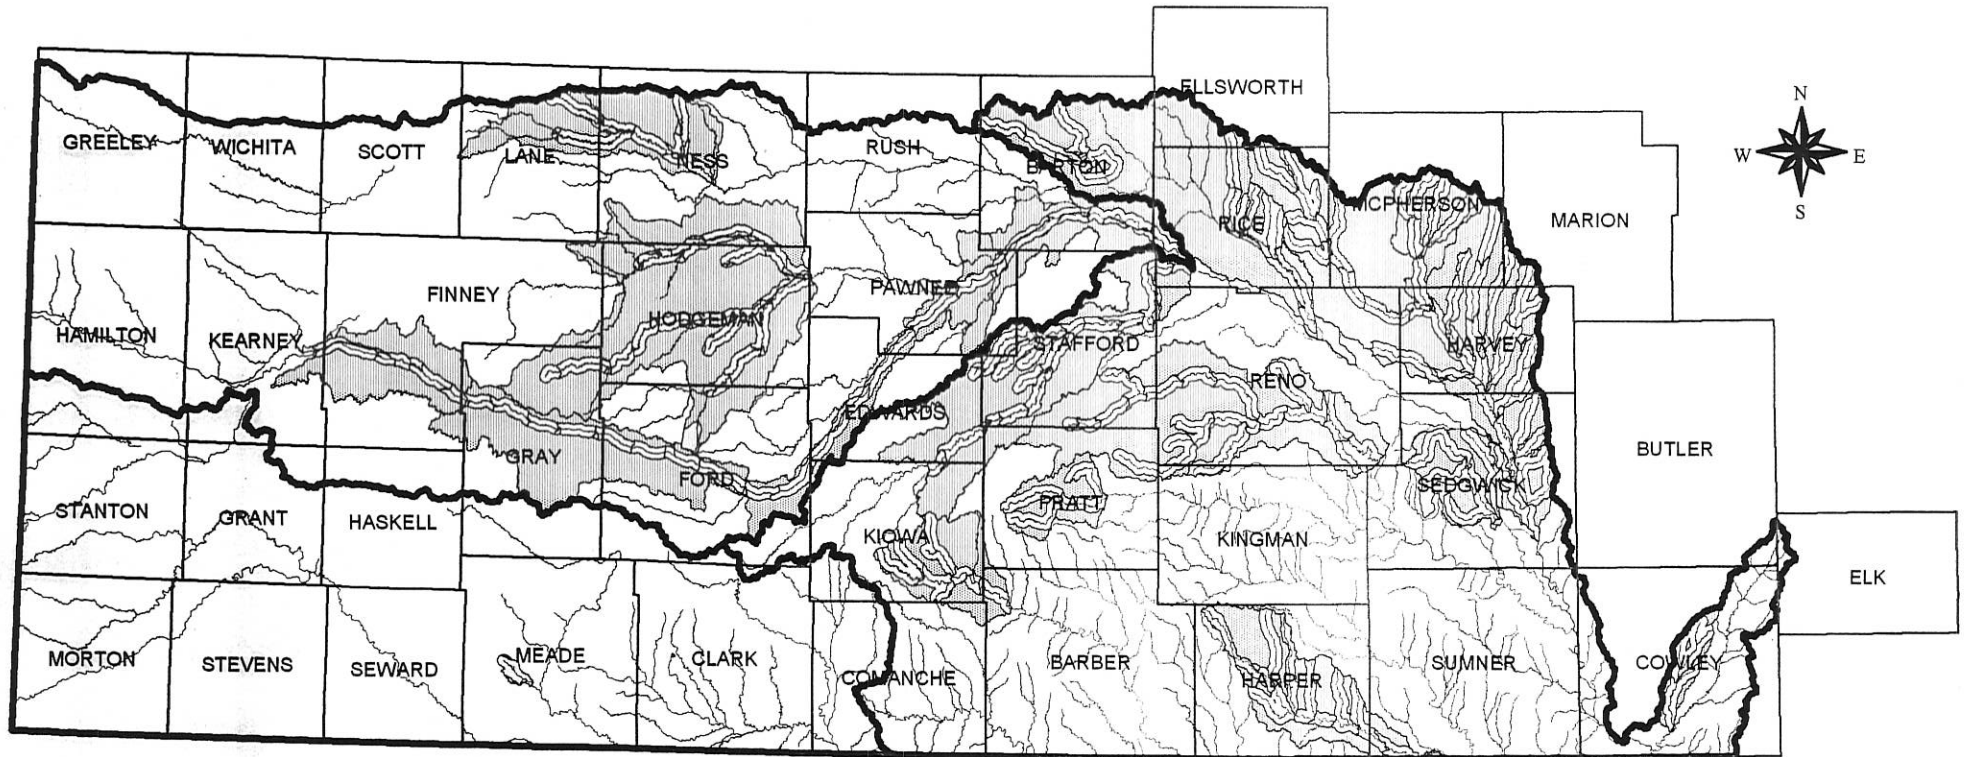 ELLSWORTH
N
W E
S
GREELEY
WICHITA
SCOTT
LANE
NESS
RUSH
BARTON
RICE
MCPHERSON
MARION
HAMILTON
KEARNEY
FINNEY
HODGEMAN
PAWNEE
STAFFORD
RENO
HARVEY
EDWARDS
GRAY
FORD
BUTLER
STANTON
GRANT
HASKELL
KIOWA
PRATT
KINGMAN
SEDGWICK
ELK
MORTON
STEVENS
SEWARD
MEADE
CLARK
COMANCHE
BARBER
HARPER
SUMNER
COWLEY